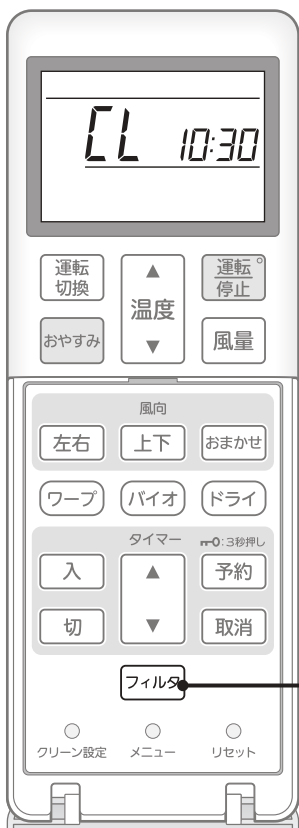 CL 10:30
運転
切換
▲
温度
▼
運転
停止
おやすみ
風量
風向
左右 上下 おまかせ
ワープ バイオ ドライ
タイマー :3秒押し
入 ▲ 予約
切 ▼ 取消
フィルタ
クリーン設定 メニュー リセット